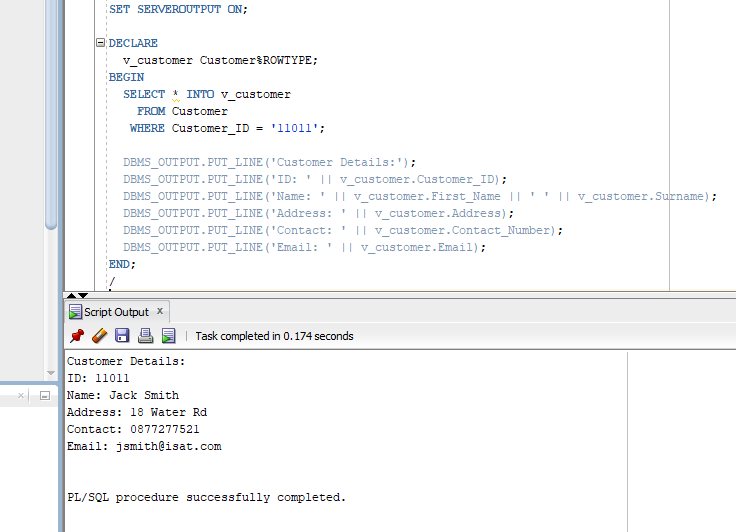 SET SERVEROUTPUT ON;
DECLARE
v_customer Customer%ROWTYPE;
BEGIN
SELECT * INTO v_customer
FROM Customer
WHERE Customer_ID = '11011';
DBMS_OUTPUT.PUT_LINE('Customer Details:');
DBMS_OUTPUT.PUT_LINE('ID: ' || v_customer.Customer_ID);
DBMS_OUTPUT.PUT_LINE('Name: ' || v_customer.First_Name || ' ' || v_customer.Surname);
DBMS_OUTPUT.PUT_LINE('Address: ' || v_customer.Address);
DBMS_OUTPUT.PUT_LINE('Contact: ' || v_customer.Contact_Number);
DBMS_OUTPUT.PUT_LINE('Email: ' || v_customer.Email);
END;
/
Script Output x
Task completed in 0.174 seconds
Customer Details:
ID: 11011
Name: Jack Smith
Address: 18 Water Rd
Contact: 0877277521
Email: jsmith@isat.com
PL/SQL procedure successfully completed.